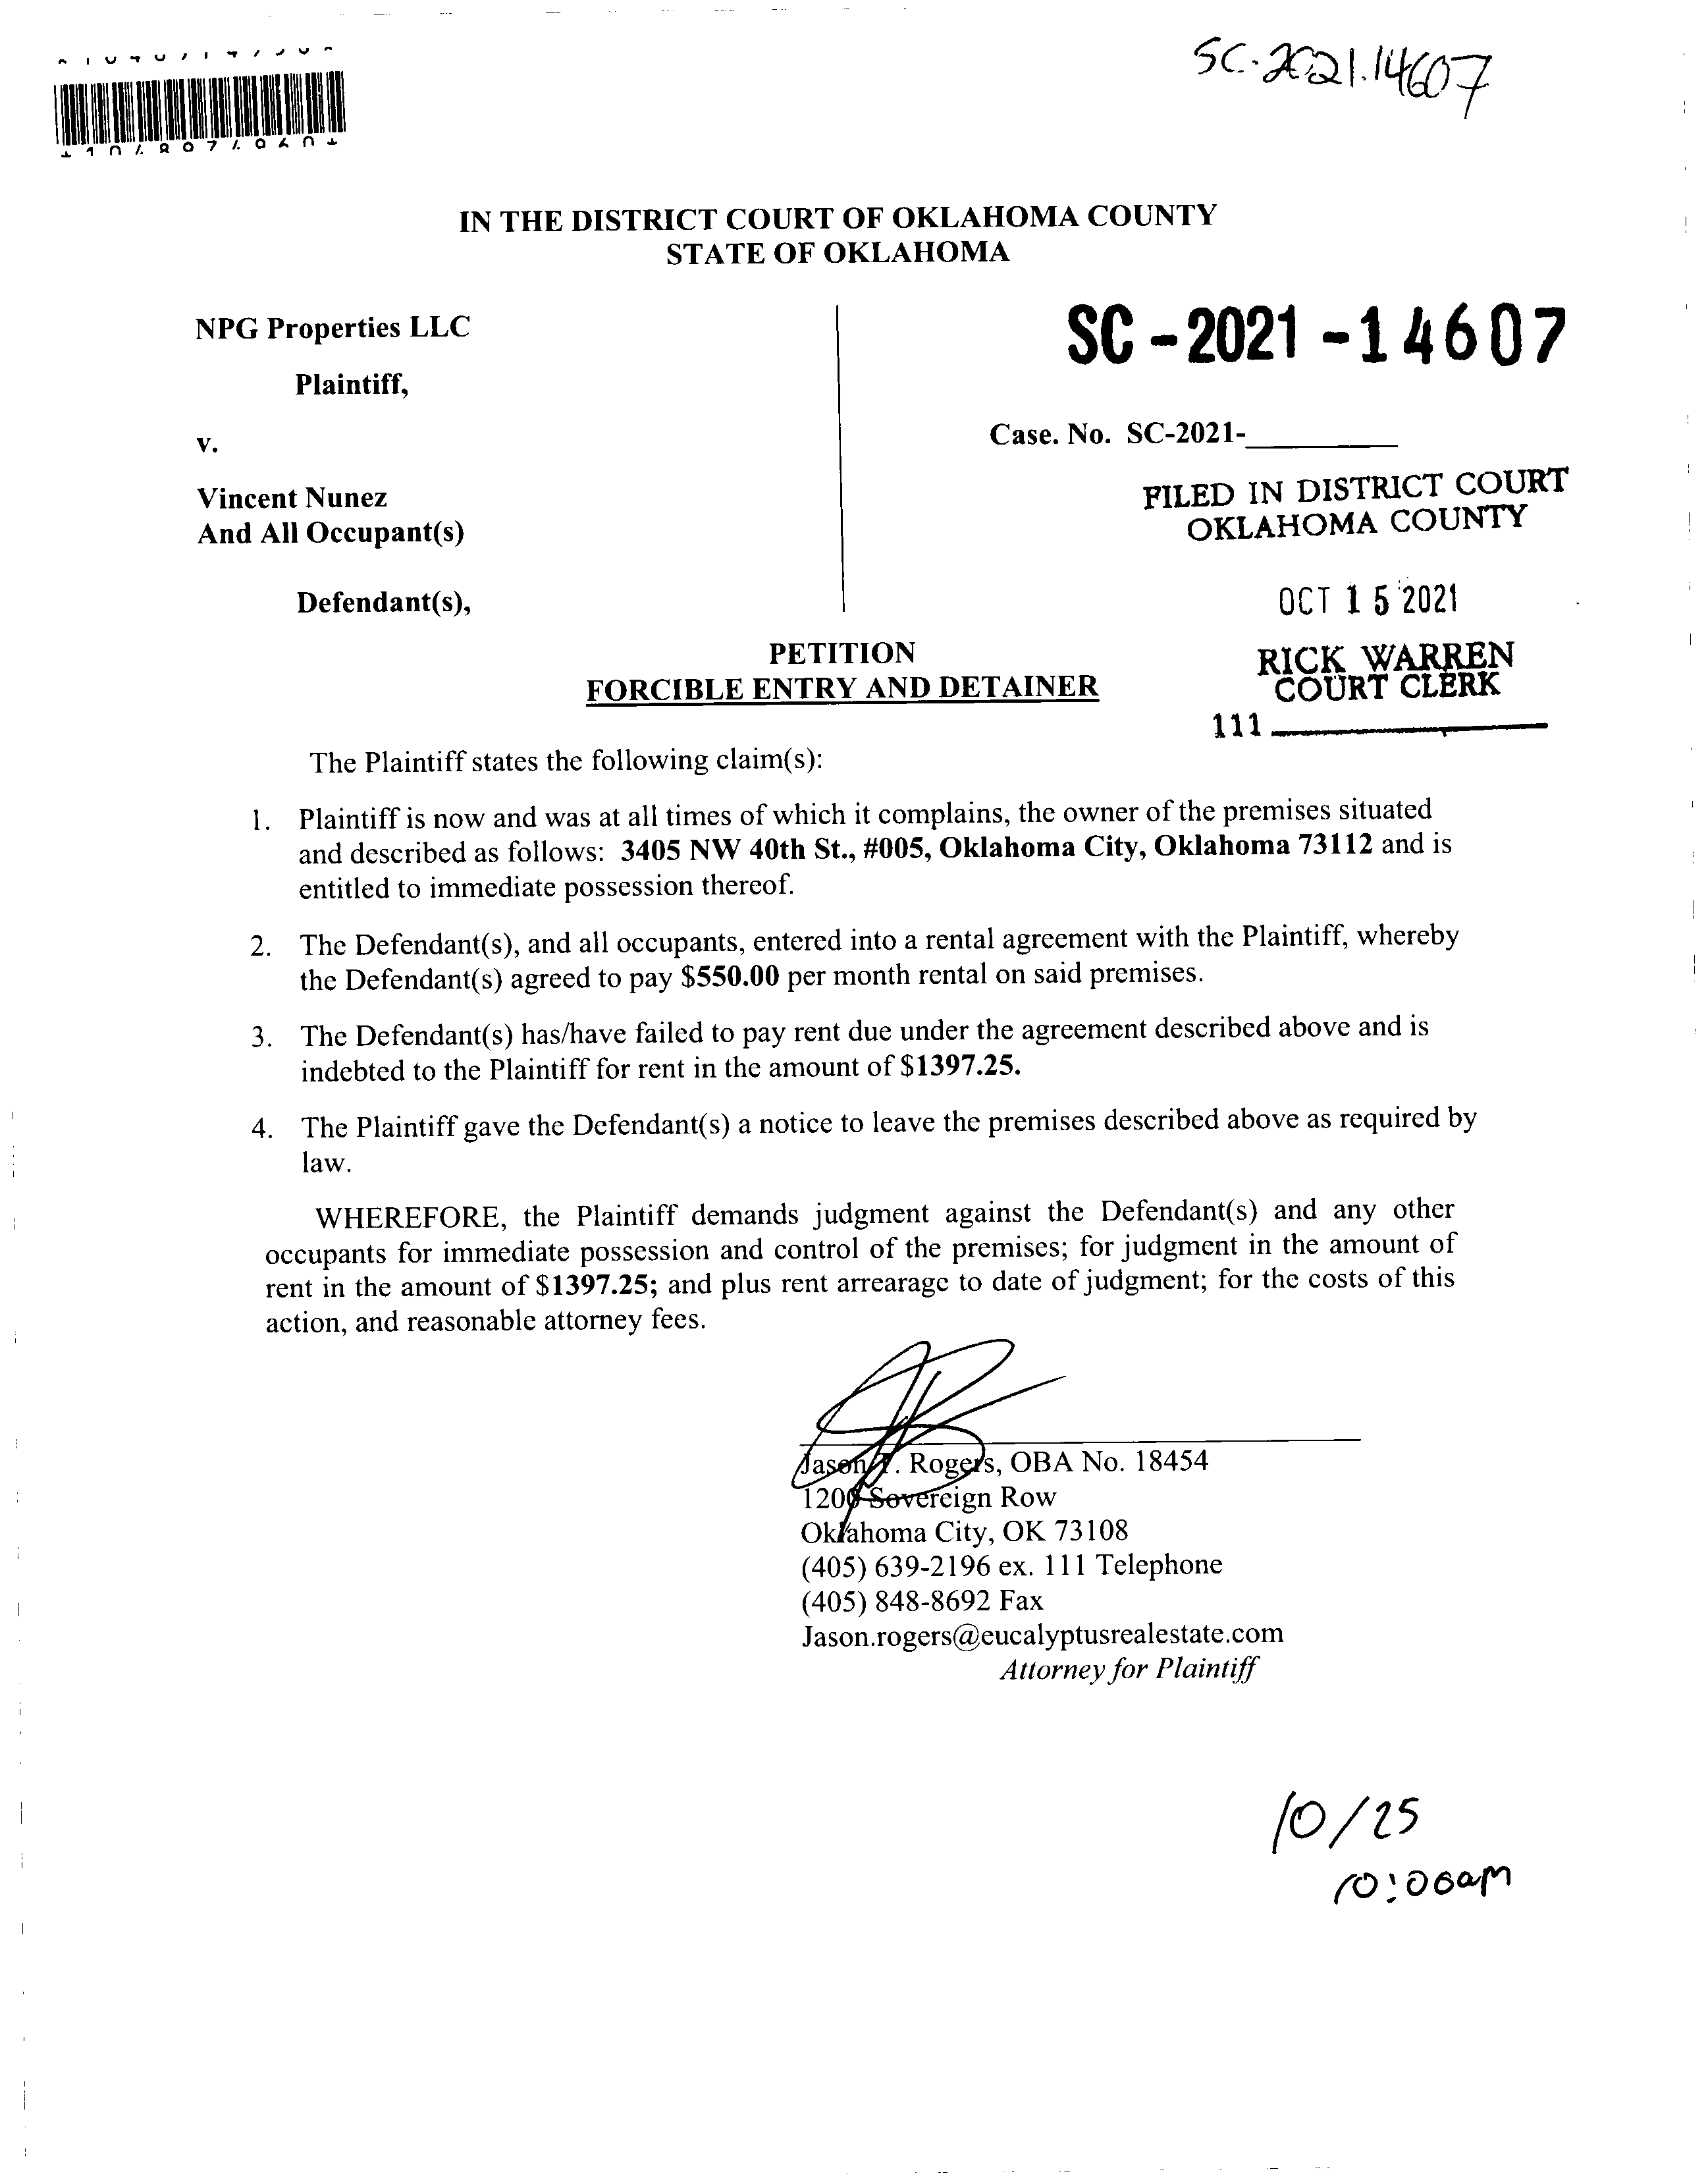 SC-2021-14607
IN THE DISTRICT COURT OF OKLAHOMA COUNTY
STATE OF OKLAHOMA
NPG Properties LLC
Plaintiff,
v.
Vincent Nunez
And All Occupant(s)
Defendant(s),
SC-2021-14607
Case. No. SC-2021-________
FILED IN DISTRICT COURT
OKLAHOMA COUNTY
OCT 15 2021
RICK WARREN
COURT CLERK
111
PETITION
FORCIBLE ENTRY AND DETAINER
The Plaintiff states the following claim(s):
1. Plaintiff is now and was at all times of which it complains, the owner of the premises situated
and described as follows: 3405 NW 40th St., #005, Oklahoma City, Oklahoma 73112 and is
entitled to immediate possession thereof.
2. The Defendant(s), and all occupants, entered into a rental agreement with the Plaintiff, whereby
the Defendant(s) agreed to pay $550.00 per month rental on said premises.
3. The Defendant(s) has/have failed to pay rent due under the agreement described above and is
indebted to the Plaintiff for rent in the amount of $1397.25.
4. The Plaintiff gave the Defendant(s) a notice to leave the premises described above as required by
law.
WHEREFORE, the Plaintiff demands judgment against the Defendant(s) and any other
occupants for immediate possession and control of the premises; for judgment in the amount of
rent in the amount of $1397.25; and plus rent arrearage to date of judgment; for the costs of this
action, and reasonable attorney fees.
Jason T. Rogers, OBA No. 18454
1200 Sovereign Row
Oklahoma City, OK 73108
(405) 639-2196 ex. 111 Telephone
(405) 848-8692 Fax
Jason.rogers@eucalyptusrealestate.com
Attorney for Plaintiff
10/25
10:00am